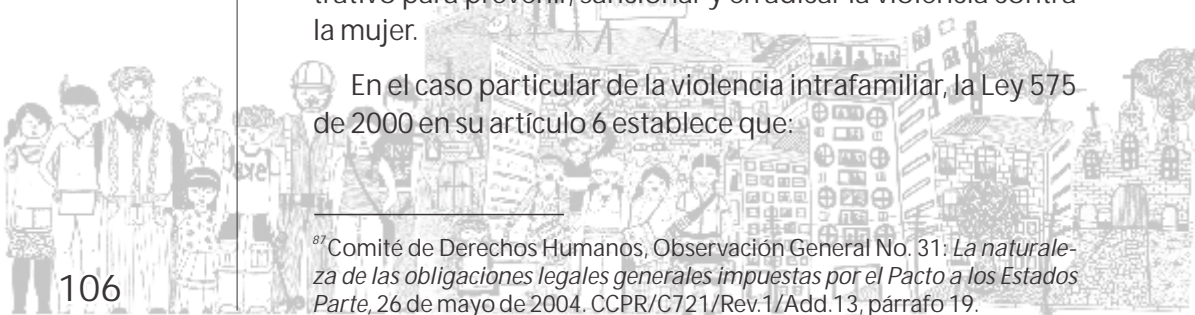 trativo para prevenir, sancionar y erradicar la violencia contra
la mujer.
En el caso particular de la violencia intrafamiliar, la Ley 575
de 2000 en su artículo 6 establece que:
87 Comité de Derechos Humanos, Observación General No. 31: La naturale-
za de las obligaciones legales generales impuestas por el Pacto a los Estados
Parte, 26 de mayo de 2004. CCPR/C721/Rev.1/Add.13, párrafo 19.
106